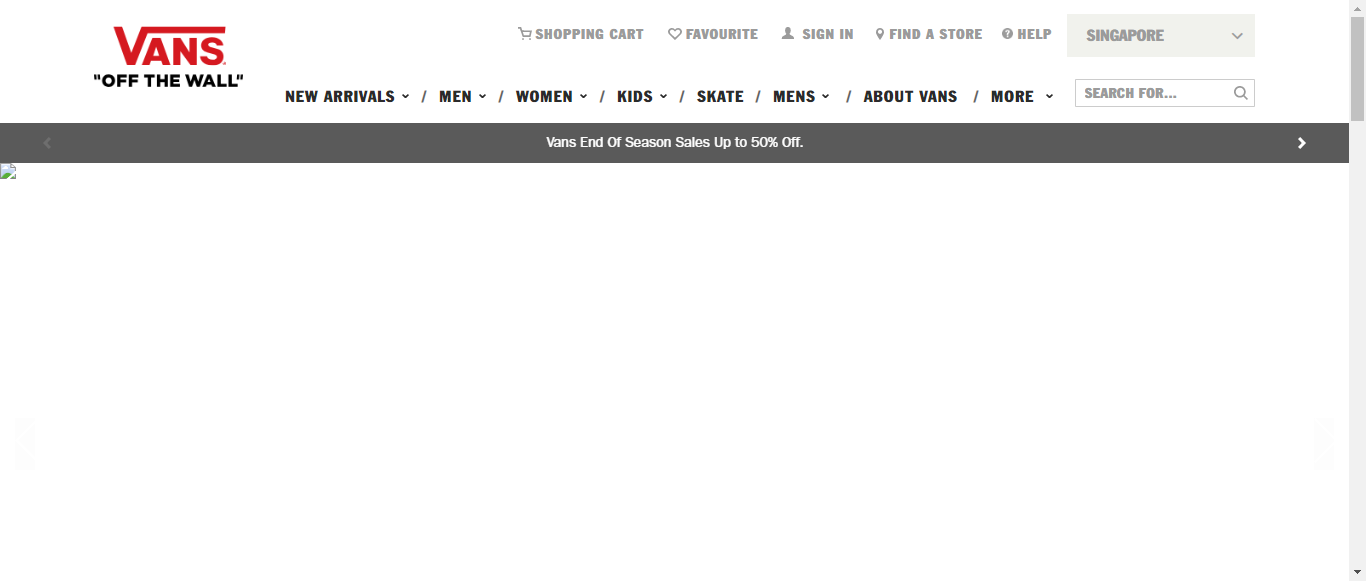 VANS
"OFF THE WALL"
SHOPPING CART FAVOURITE SIGN IN FIND A STORE HELP SINGAPORE
NEW ARRIVALS / MEN / WOMEN / KIDS / SKATE / MENS / ABOUT VANS / MORE SEARCH FOR...
Vans End Of Season Sales Up to 50% Off.